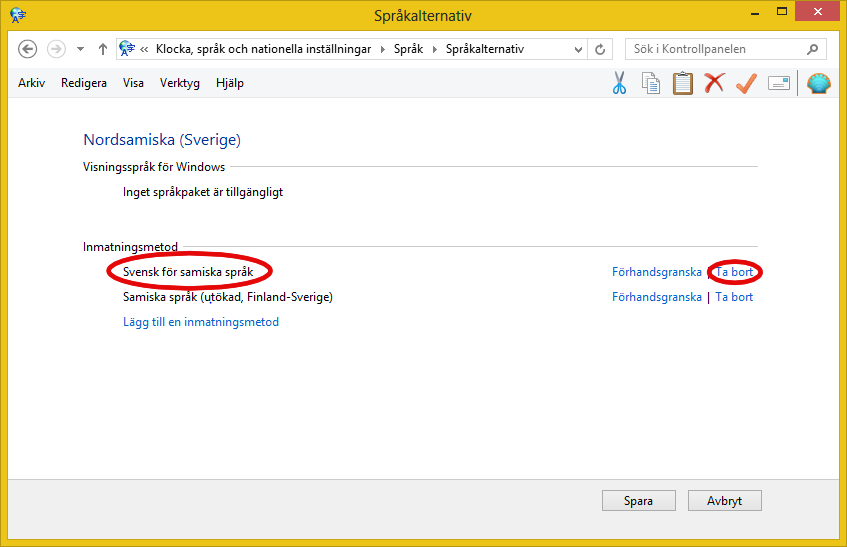 Språkalternativ
« Klocka, språk och nationella inställningar Språk Språkalternativ Sök i Kontrollpanelen
Arkiv Redigera Visa Verktyg Hjälp
Nordsamiska (Sverige)
Visningsspråk för Windows
Inget språkpaket är tillgängligt
Inmatningsmetod
Svensk för samiska språk Förhandsgranska | Ta bort
Samiska språk (utökad, Finland-Sverige) Förhandsgranska | Ta bort
Lägg till en inmatningsmetod
Spara Avbryt